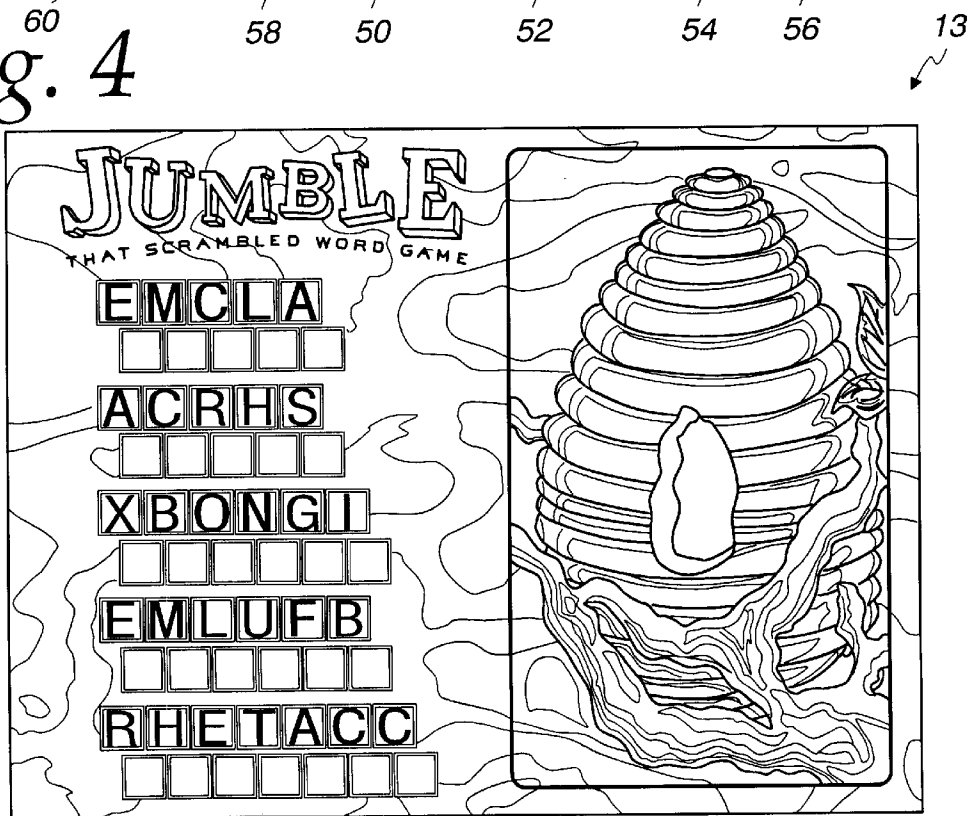 60 58 50 52 54 56 13
g. 4
JUMBLE
THAT SCRAMBLED WORD GAME
EMCLA
ACRHS
XBONGI
EMLUFB
RHETACC